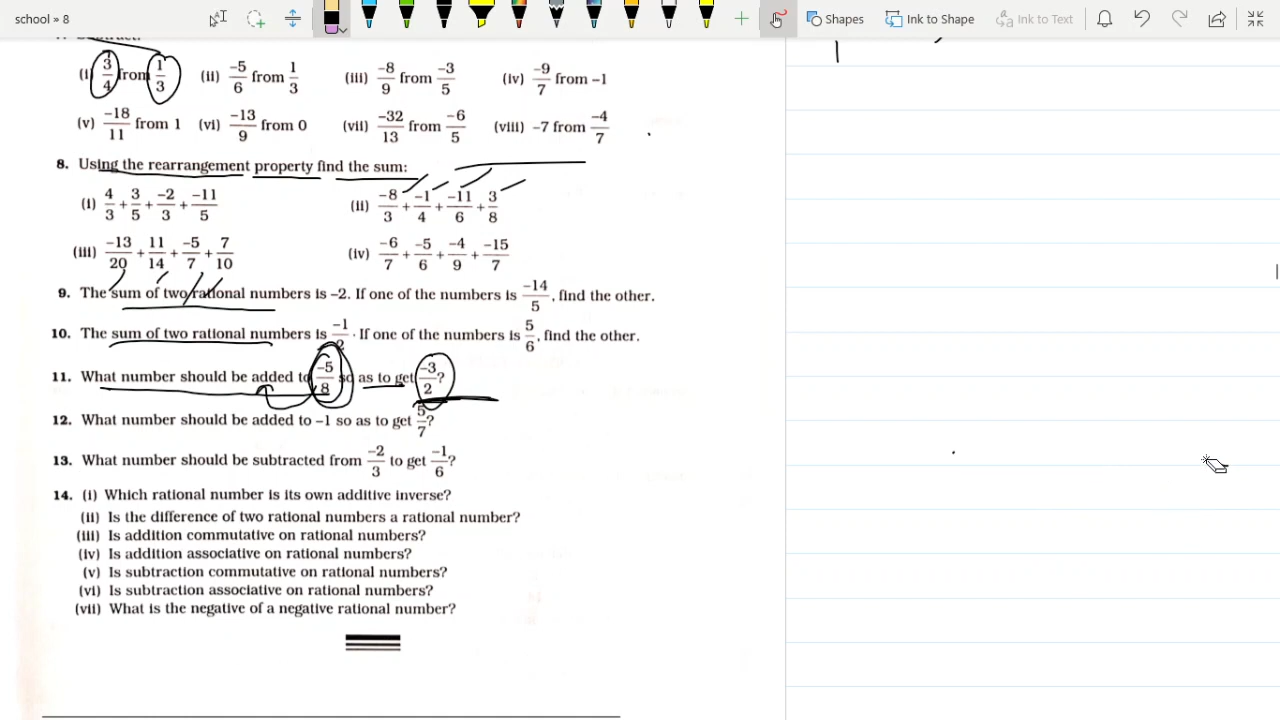 school » 8
Shapes Ink to Shape Ink to Text
(i) 3/4 from 1/3 (ii) -5/6 from 1/3 (iii) -8/9 from -3/5 (iv) -9/7 from -1
(v) -18/11 from 1 (vi) -13/9 from 0 (vii) -32/13 from -6/5 (viii) -7 from -4/7
8. Using the rearrangement property find the sum:
(i) 4/3 + 3/5 + -2/3 + -11/5 (ii) -8/3 + -1/4 + -11/6 + 3/8
(iii) -13/20 + 11/14 + -5/7 + 7/10 (iv) -6/7 + -5/6 + -4/9 + -15/7
9. The sum of two rational numbers is -2. If one of the numbers is -14/5, find the other.
10. The sum of two rational numbers is -1/2. If one of the numbers is 5/6, find the other.
11. What number should be added to -5/8 so as to get -3/2?
12. What number should be added to -1 so as to get 5/7?
13. What number should be subtracted from -2/3 to get -1/6?
14. (i) Which rational number is its own additive inverse?
(ii) Is the difference of two rational numbers a rational number?
(iii) Is addition commutative on rational numbers?
(iv) Is addition associative on rational numbers?
(v) Is subtraction commutative on rational numbers?
(vi) Is subtraction associative on rational numbers?
(vii) What is the negative of a negative rational number?